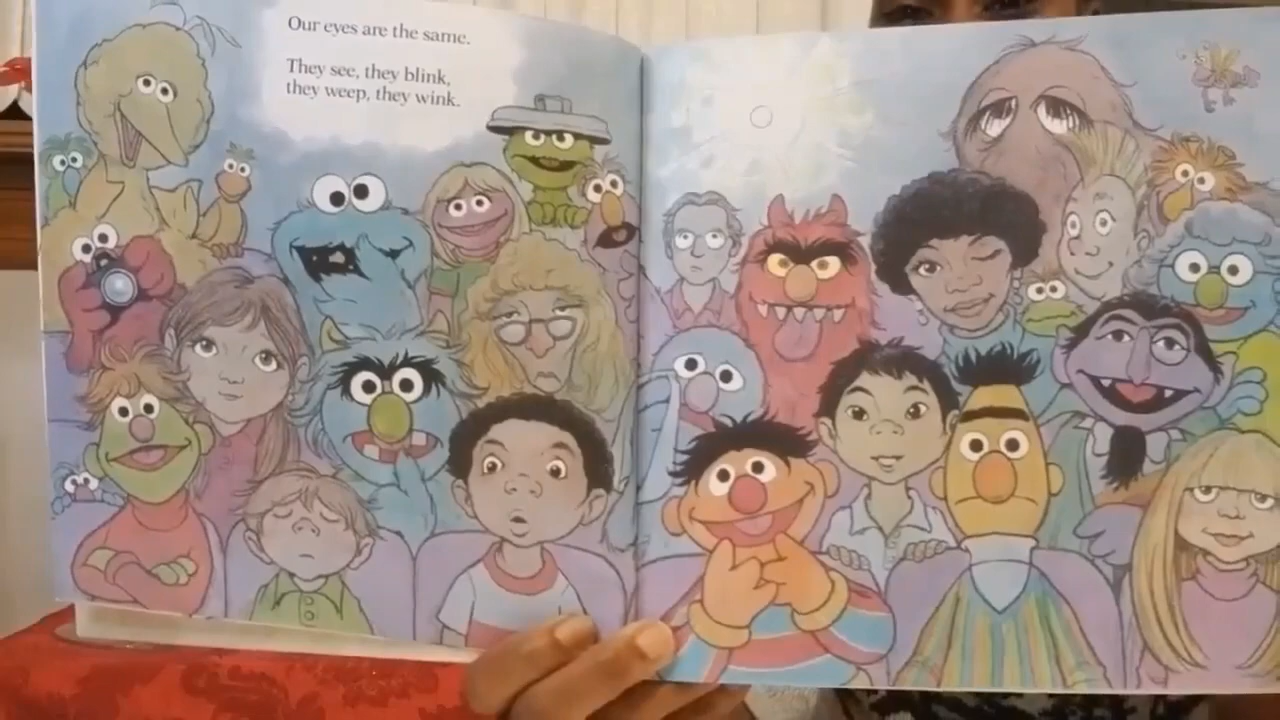 Our eyes are the same.
They see, they blink,
they weep, they wink.